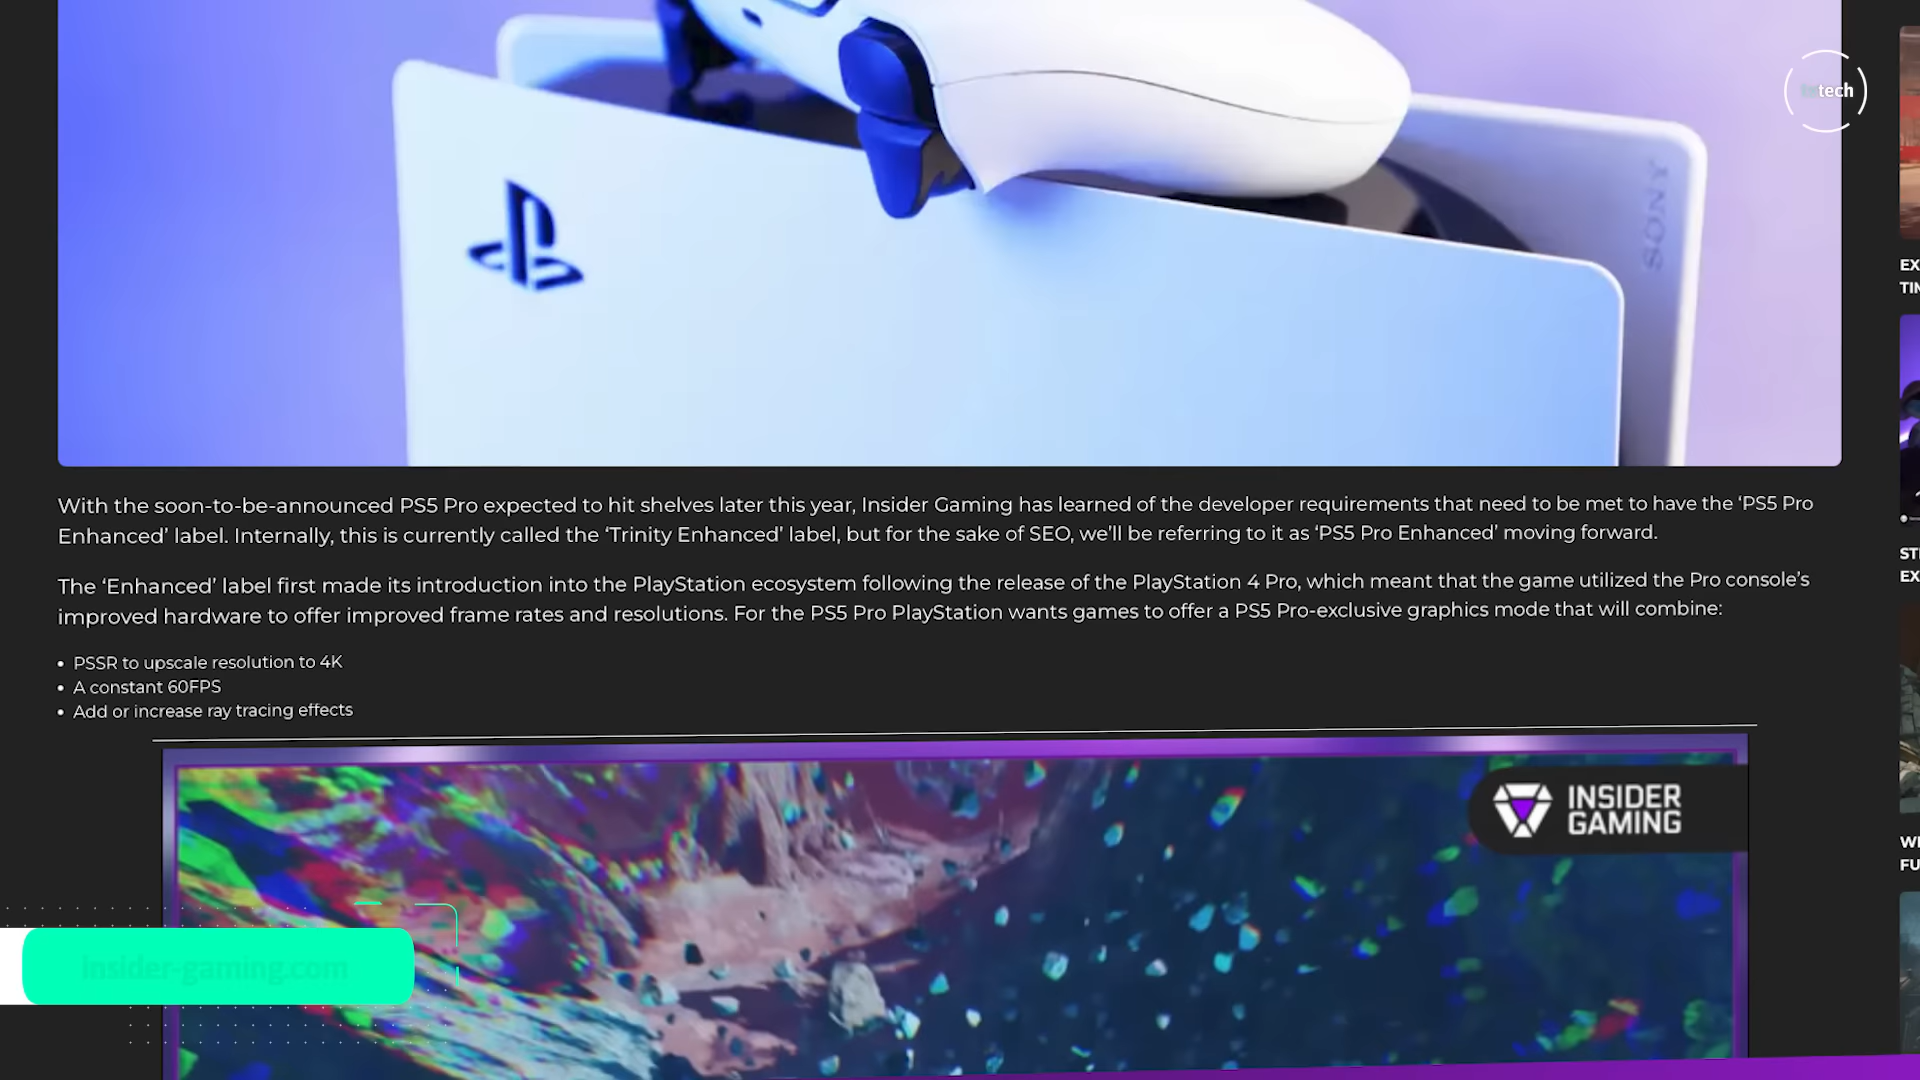 tech
SONY
EX
TIN
With the soon-to-be-announced PS5 Pro expected to hit shelves later this year, Insider Gaming has learned of the developer requirements that need to be met to have the ‘PS5 Pro
Enhanced’ label. Internally, this is currently called the ‘Trinity Enhanced’ label, but for the sake of SEO, we’ll be referring to it as ‘PS5 Pro Enhanced’ moving forward.
The ‘Enhanced’ label first made its introduction into the PlayStation ecosystem following the release of the PlayStation 4 Pro, which meant that the game utilized the Pro console’s
improved hardware to offer improved frame rates and resolutions. For the PS5 Pro PlayStation wants games to offer a PS5 Pro-exclusive graphics mode that will combine:
• PSSR to upscale resolution to 4K
• A constant 60FPS
• Add or increase ray tracing effects
EX
INSIDER
GAMING
FU
insider-gaming.com